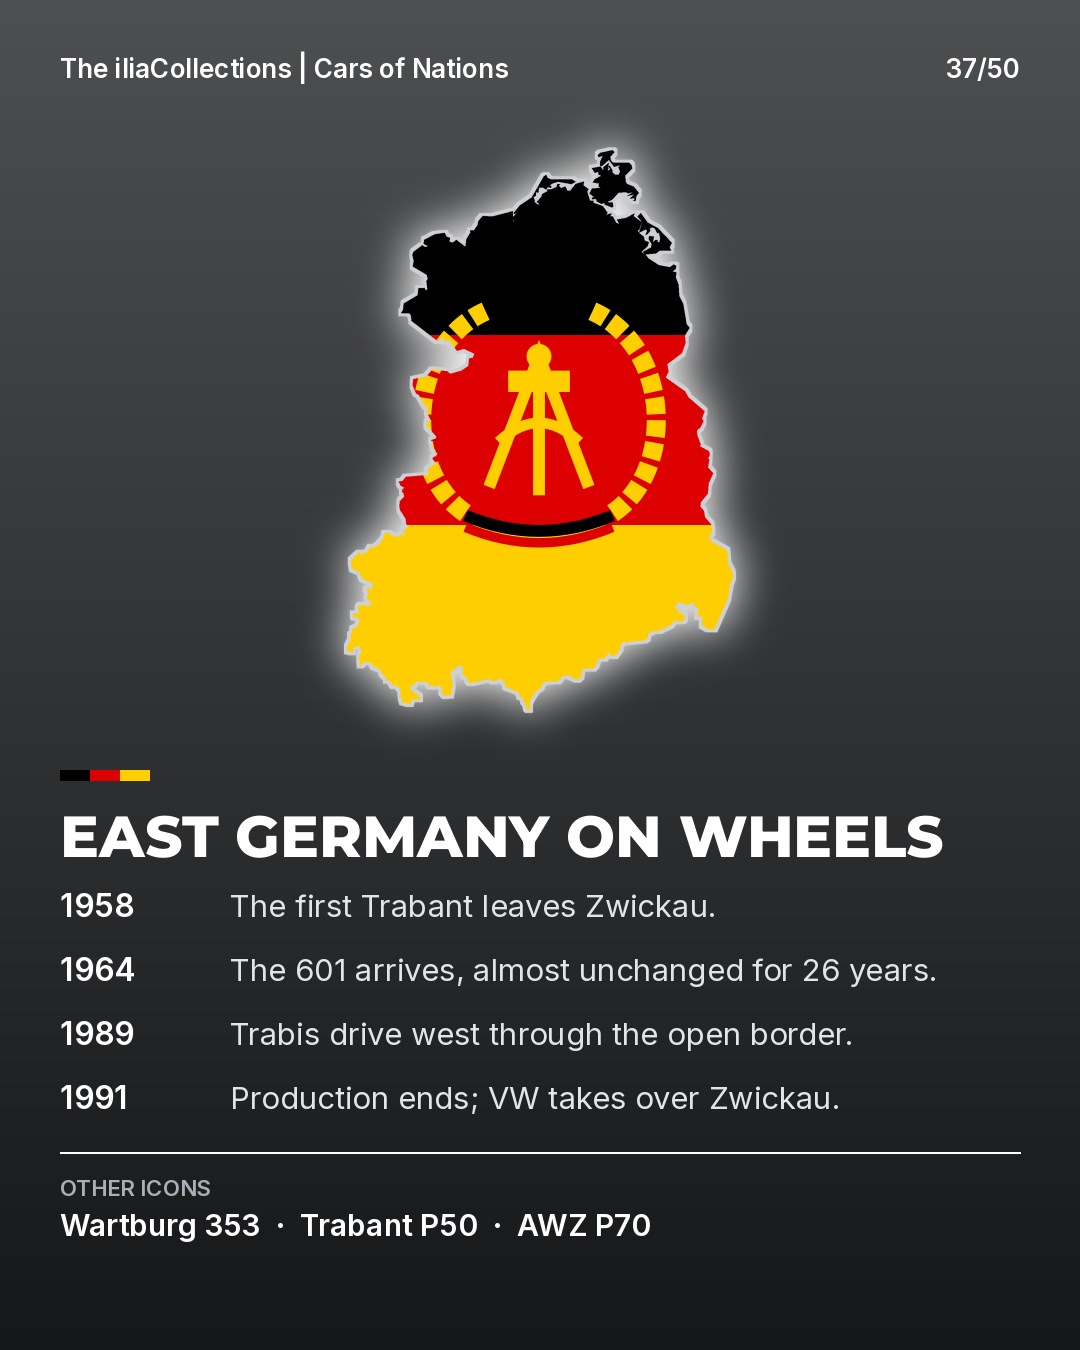 The iliaCollections | Cars of Nations
37/50
EAST GERMANY ON WHEELS
1958 The first Trabant leaves Zwickau.
1964 The 601 arrives, almost unchanged for 26 years.
1989 Trabis drive west through the open border.
1991 Production ends; VW takes over Zwickau.
OTHER ICONS
Wartburg 353 · Trabant P50 · AWZ P70